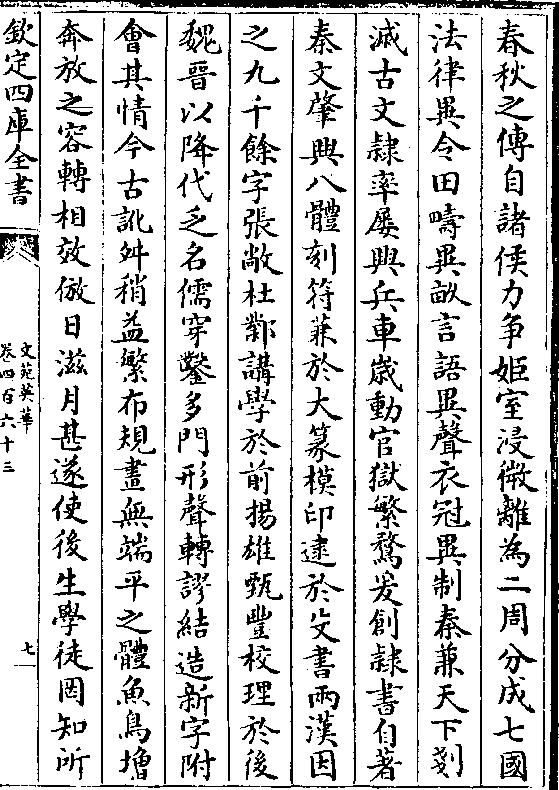 春秋之傳自諸侯力争姬室浸微離為二周分成七國
法律異令田疇異畝言語異聲衣冠異制秦兼天下剗
滅古文隷率屡興兵車嵗動官獄繁騖爰創隷書自著
秦文肇興八體刻符兼於大篆模印逮於殳書兩漢因
之九千餘字張敞杜鄴講學於前揚雄甄豐校理於後
魏晉以降代乏名儒穿鑿多門形聲轉謬結造新字附
會其情今古訛舛稍益繁布規畫無端平之體魚鳥增
奔放之容轉相效倣日滋月甚遂使後生學徒罔知所
欽定四庫全書
文苑英華
卷四百六十三
七